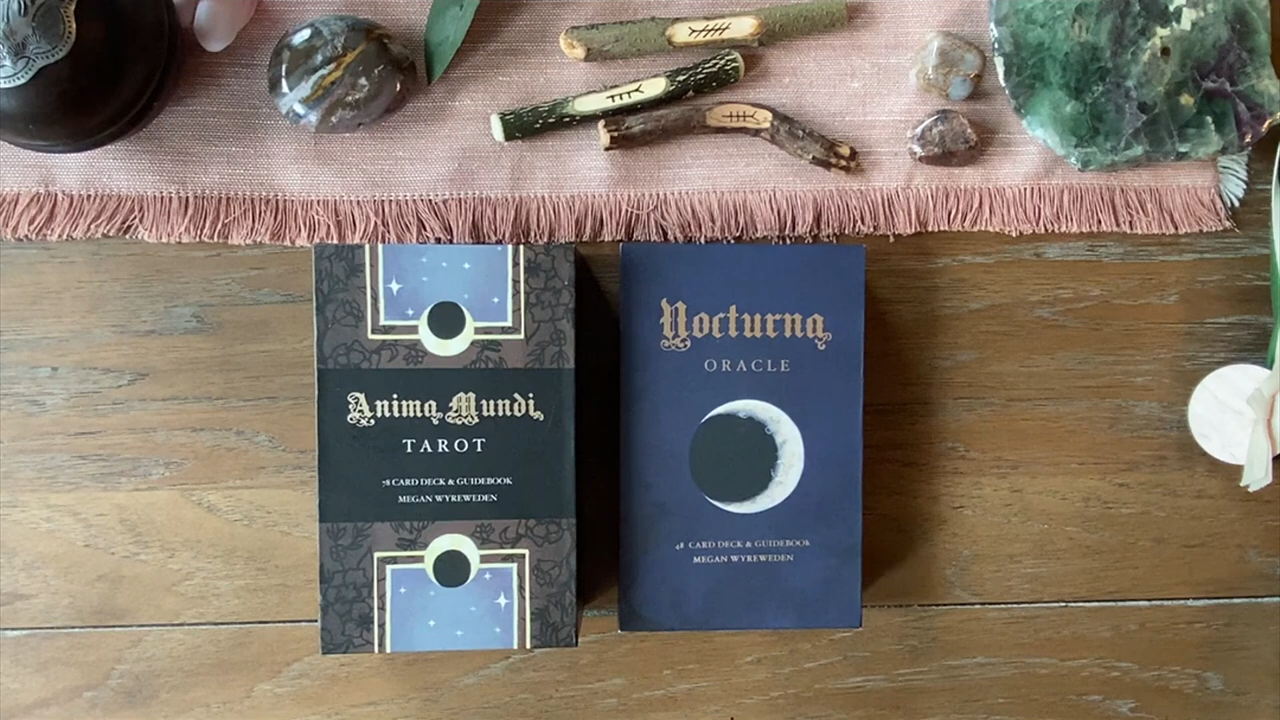 Anima Mundi
TAROT
78 CARD DECK & GUIDEBOOK
MEGAN WYREWEDEN
Nocturna
ORACLE
48 CARD DECK & GUIDEBOOK
MEGAN WYREWEDEN